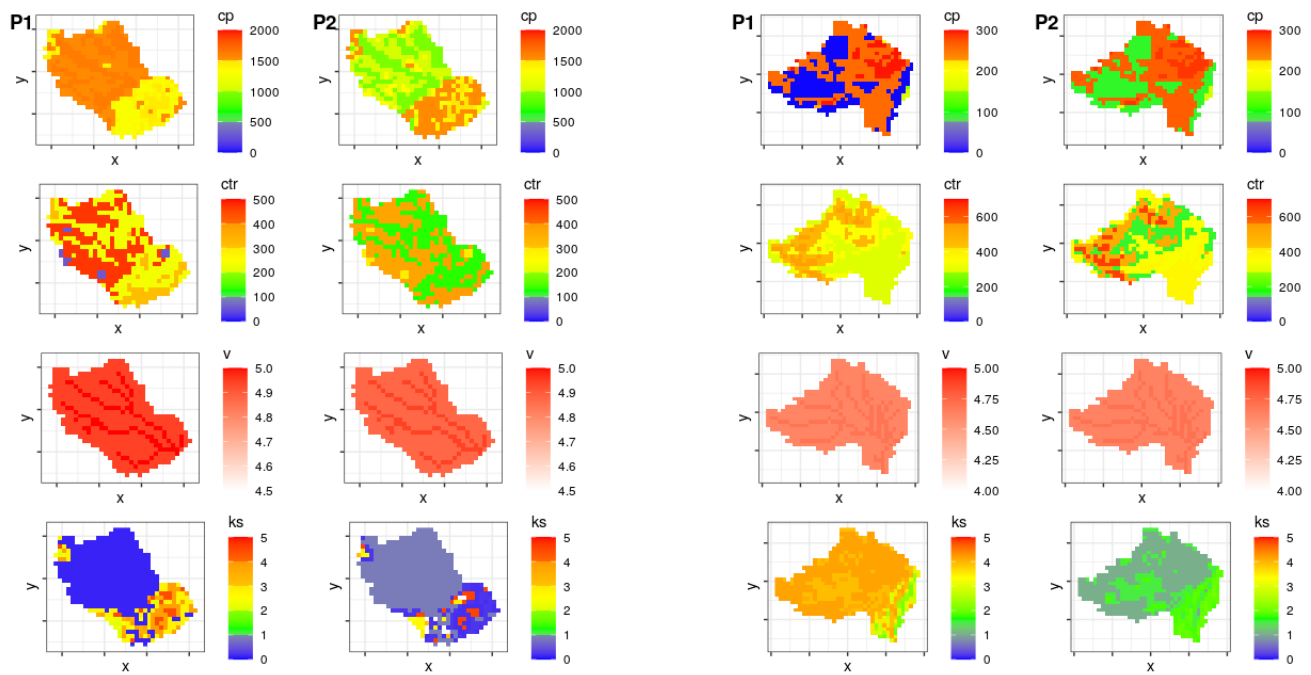 P1 cp P2 cp P1 cp P2 cp
2000 2000 300 300
1500 1500
y 1000 1000 y 200 200
500 500 100 100
0 0 0 0
x x x x
ctr ctr ctr ctr
500 500
400 400 600 600
y 300 300 y 400 400
200 200
100 100 200 200
0 0 0 0
x x x x
v v v v
5.0 5.0 5.00 5.00
4.9 4.9
4.8 4.8 4.75 4.75
y y 4.50 4.50
4.7 4.7
4.6 4.6 4.25 4.25
4.5 4.5 4.00 4.00
x x x x
ks ks ks ks
5 5 5 5
4 4 4 4
y 3 3 y 3 3
2 2 2 2
1 1 1 1
0 0 0 0
x x x x